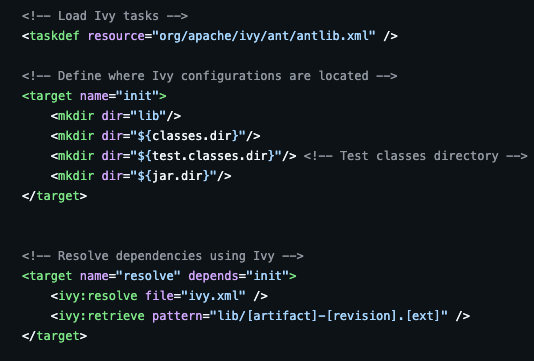 <!-- Load Ivy tasks -->
<taskdef resource="org/apache/ivy/ant/antlib.xml" />
<!-- Define where Ivy configurations are located -->
<target name="init">
<mkdir dir="lib"/>
<mkdir dir="${classes.dir}"/>
<mkdir dir="${test.classes.dir}"/> <!-- Test classes directory -->
<mkdir dir="${jar.dir}"/>
</target>
<!-- Resolve dependencies using Ivy -->
<target name="resolve" depends="init">
<ivy:resolve file="ivy.xml" />
<ivy:retrieve pattern="lib/[artifact]-[revision].[ext]" />
</target>